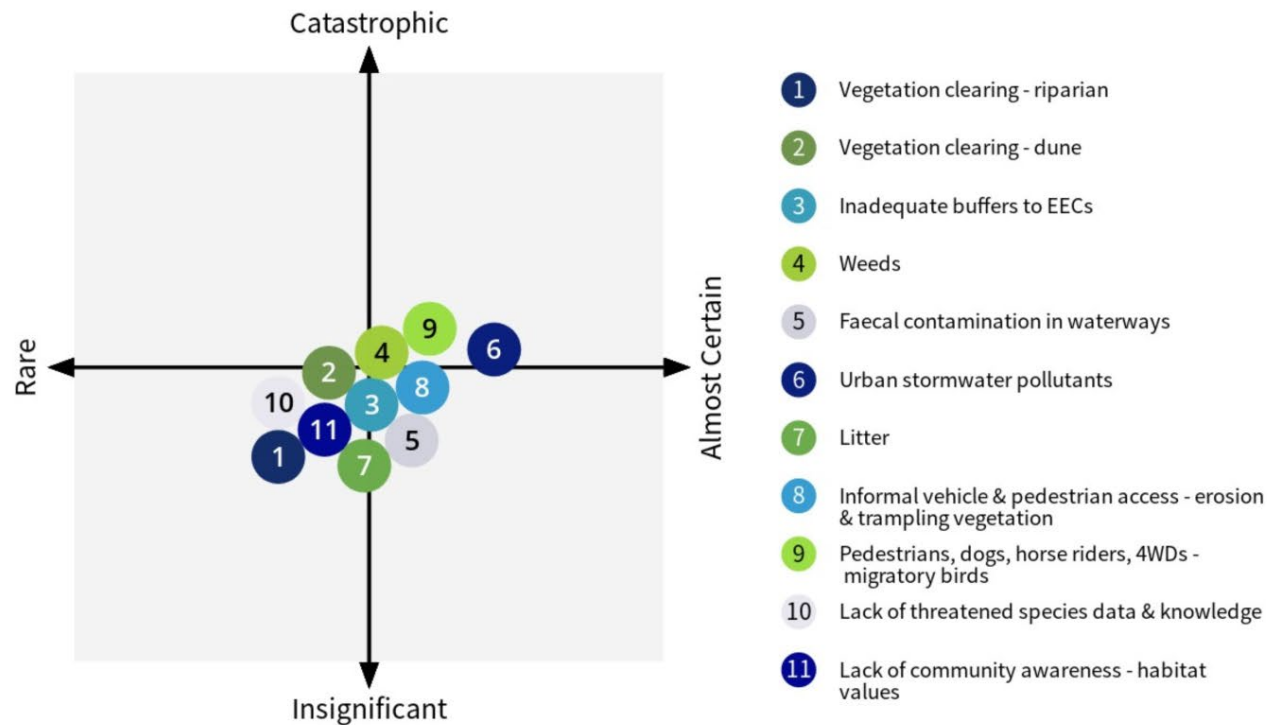 Catastrophic
Rare
Almost Certain
Insignificant
9
6
4
2
8
10
3
11
5
1
7
1 Vegetation clearing - riparian
2 Vegetation clearing - dune
3 Inadequate buffers to EECs
4 Weeds
5 Faecal contamination in waterways
6 Urban stormwater pollutants
7 Litter
8 Informal vehicle & pedestrian access - erosion
& trampling vegetation
9 Pedestrians, dogs, horse riders, 4WDs -
migratory birds
10 Lack of threatened species data & knowledge
11 Lack of community awareness - habitat
values